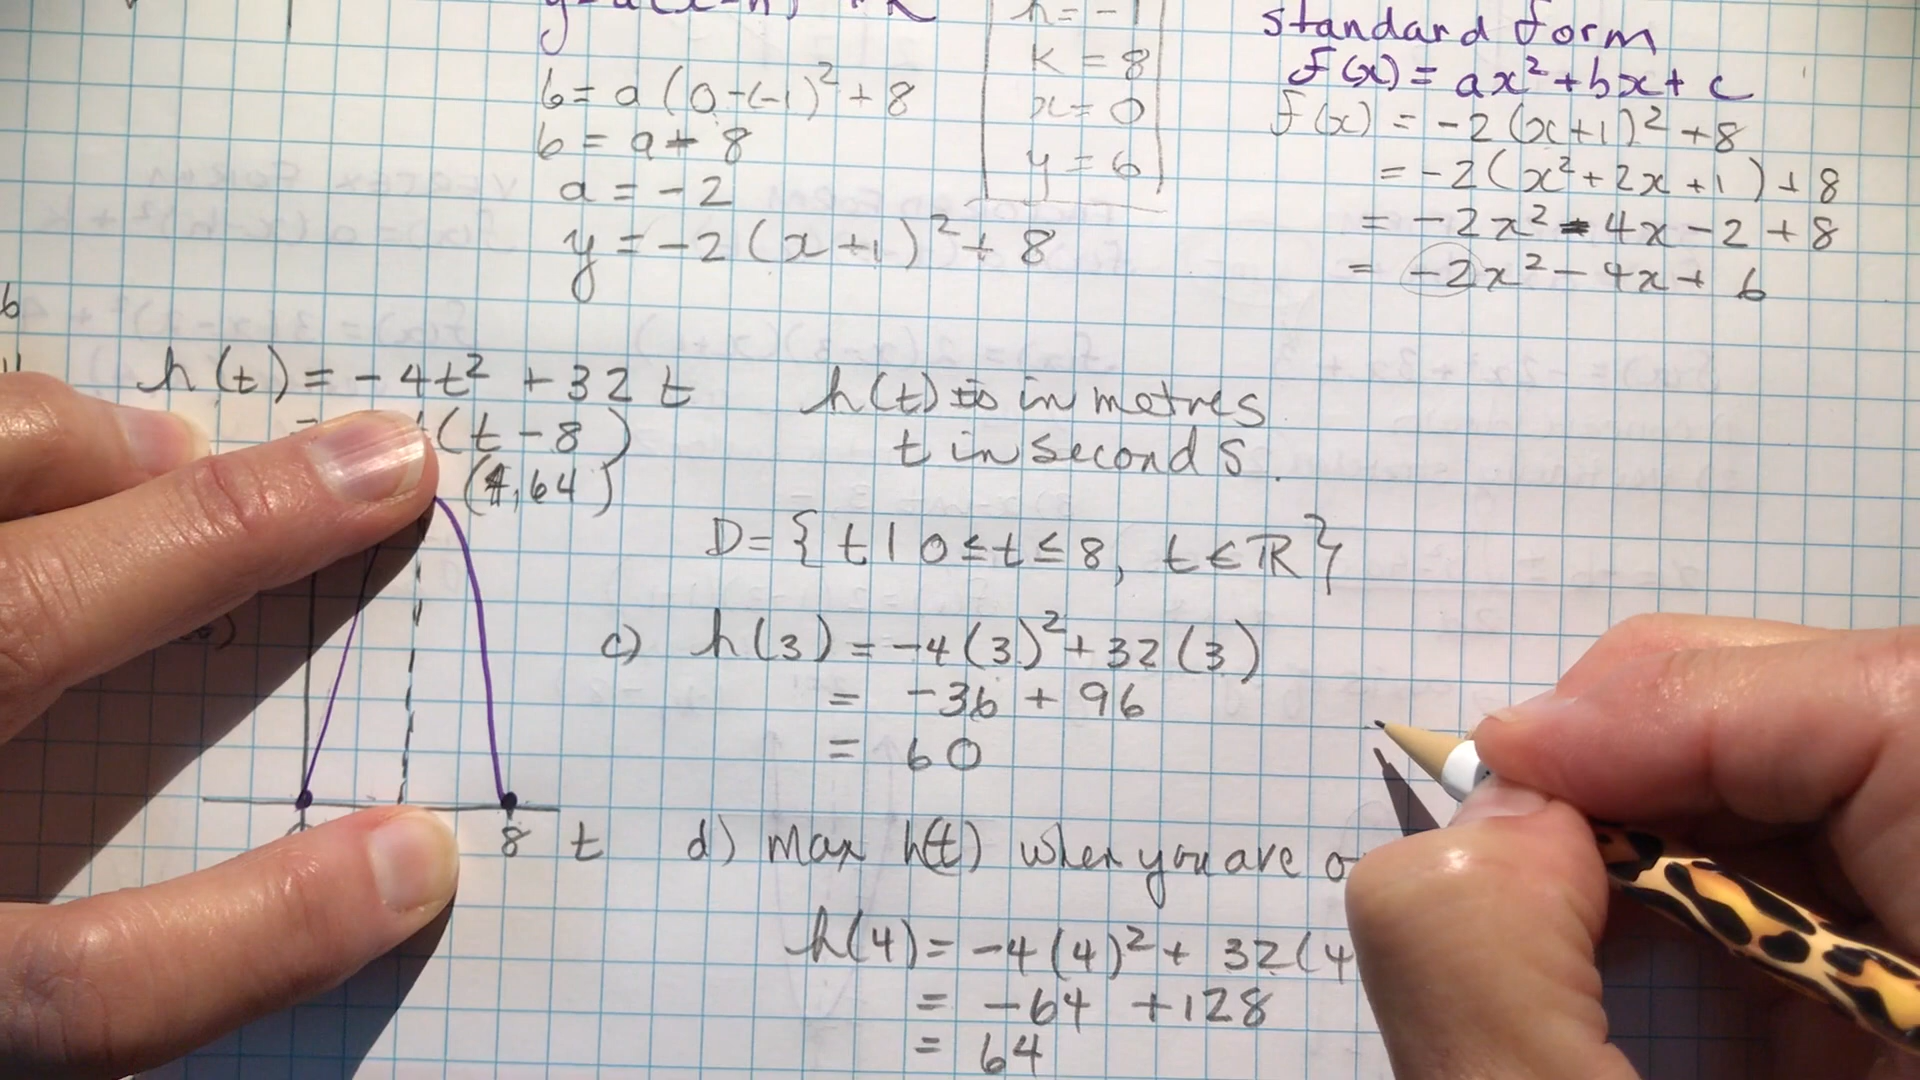 h = -1
k = 8
x = 0
y = 6
6 = a(0-(-1)²+8
6 = a + 8
a = -2
y = -2(x+1)²+8
standard form
f(x) = ax²+bx+c
f(x) = -2(x+1)²+8
= -2(x²+2x+1)+8
= -2x²-4x-2+8
= -2x²-4x+6
6
h(t) = -4t²+32t
(t-8)
(4,64)
8 t
h(t) in metres
t in seconds.
D={t|0≤t≤8, t∈ℝ}
c) h(3) = -4(3)²+32(3)
= -36+96
= 60
d) max h(t) when you are
h(4) = -4(4)²+32(4
= -64+128
= 64